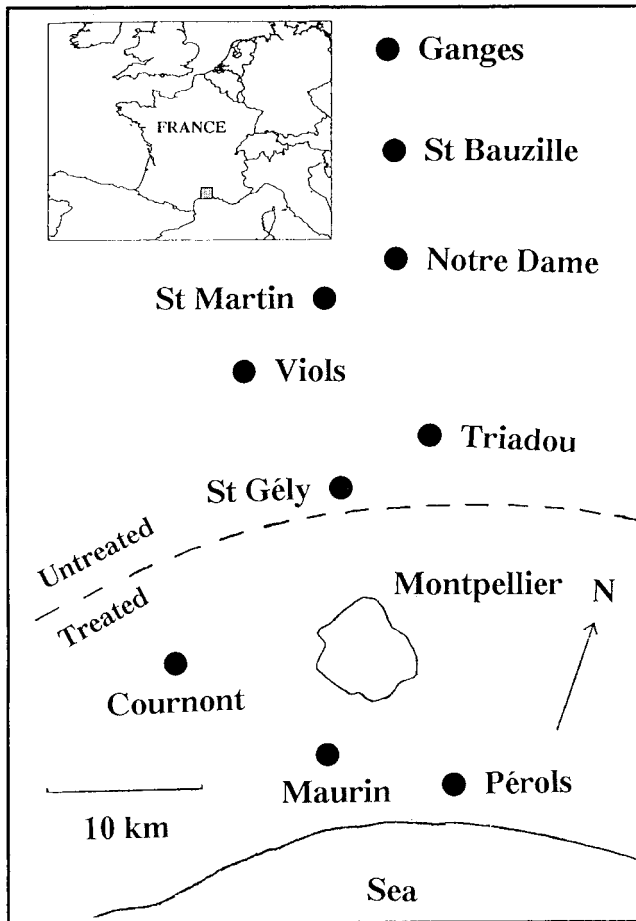 Ganges
FRANCE
St Bauzille
Notre Dame
St Martin
Viols
Triadou
St Gély
Untreated
Treated
Montpellier
N
Cournont
Maurin
Pérols
10 km
Sea